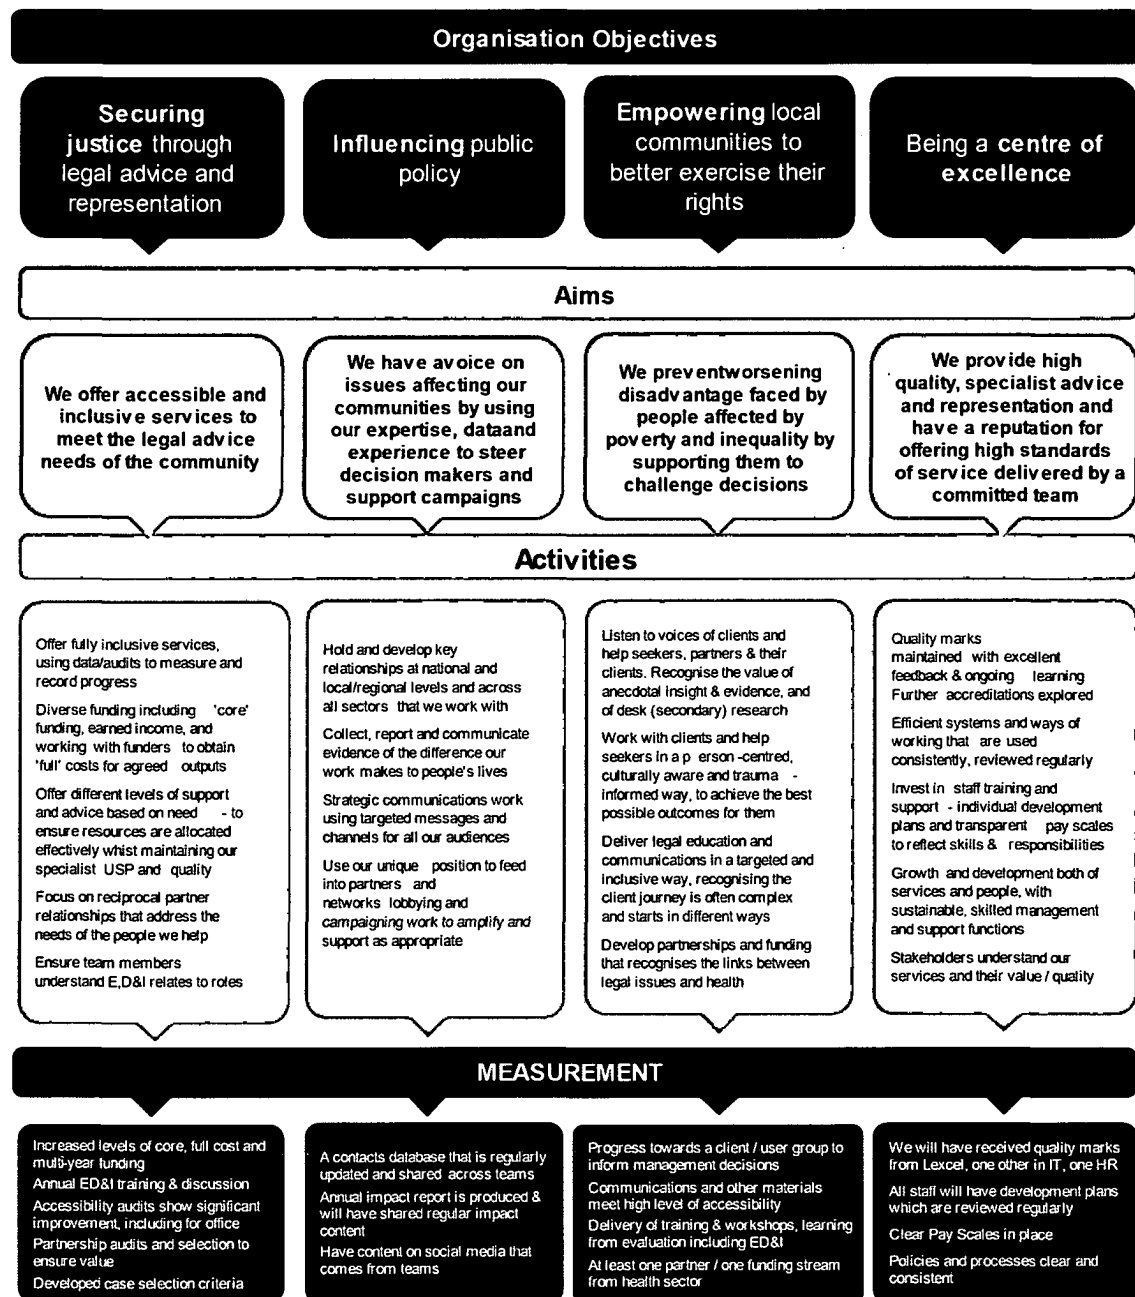 Organisation Objectives
Securing
justice through
legal advice and
representation
Influencing public
policy
Empowering local
communities to
better exercise their
rights
Being a centre of
excellence
Aims
We offer accessible and
inclusive services to
meet the legal advice
needs of the community
We have avoice on
issues affecting our
communities by using
our expertise, dataand
experience to steer
decision makers and
support campaigns
We preventworsening
disadvantage faced by
people affected by
poverty and inequality by
supporting them to
challenge decisions
We provide high
quality, specialist advice
and representation and
have a reputation for
offering high standards
of service delivered by a
committed team
Activities
Offer fully inclusive services,
using data/audits to measure and
record progress
Diverse funding including 'core'
funding, earned income, and
working with funders to obtain
'full' costs for agreed outputs
Offer different levels of support
and advice based on need - to
ensure resources are allocated
effectively whist maintaining our
specialist USP and quality
Focus on reciprocal partner
relationships that address the
needs of the people we help
Ensure team members
understand E,D&I relates to roles
Hold and develop key
relationships at national and
local/regional levels and across
all sectors that we work with
Collect, report and communicate
evidence of the difference our
work makes to people's lives
Strategic communications work
using targeted messages and
channels for all our audiences
Use our unique position to feed
into partners and
networks lobbying and
campaigning work to amplify and
support as appropriate
Listen to voices of clients and
help seekers, partners & their
clients. Recognise the value of
anecdotal insight & evidence, and
of desk (secondary) research
Work with clients and help
seekers in a p erson -centred,
culturally aware and trauma -
informed way, to achieve the best
possible outcomes for them
Deliver legal education and
communications in a targeted and
inclusive way, recognising the
client journey is often complex
and starts in different ways
Develop partnerships and funding
that recognises the links between
legal issues and health
Quality marks
maintained with excellent
feedback & ongoing learning
Further accreditations explored
Efficient systems and ways of
working that are used
consistently, reviewed regularly
Invest in staff training and
support - individual development
plans and transparent pay scales
to reflect skills & responsibilities
Growth and development both of
services and people, with
sustainable, skilled management
and support functions
Stakeholders understand our
services and their value / quality
MEASUREMENT
Increased levels of core, full cost and
multi-year funding
Annual ED&I training & discussion
Accessibility audits show significant
improvement, including for office
Partnership audits and selection to
ensure value
Developed case selection criteria
A contacts database that is regularly
updated and shared across teams
Annual impact report is produced &
will have shared regular impact
content
Have content on social media that
comes from teams
Progress towards a client / user group to
inform management decisions
Communications and other materials
meet high level of accessibility
Delivery of training & workshops, learning
from evaluation including ED&I
At least one partner / one funding stream
from health sector
We will have received quality marks
from Lexcel, one other in IT, one HR
All staff will have development plans
which are reviewed regularly
Clear Pay Scales in place
Policies and processes clear and
consistent